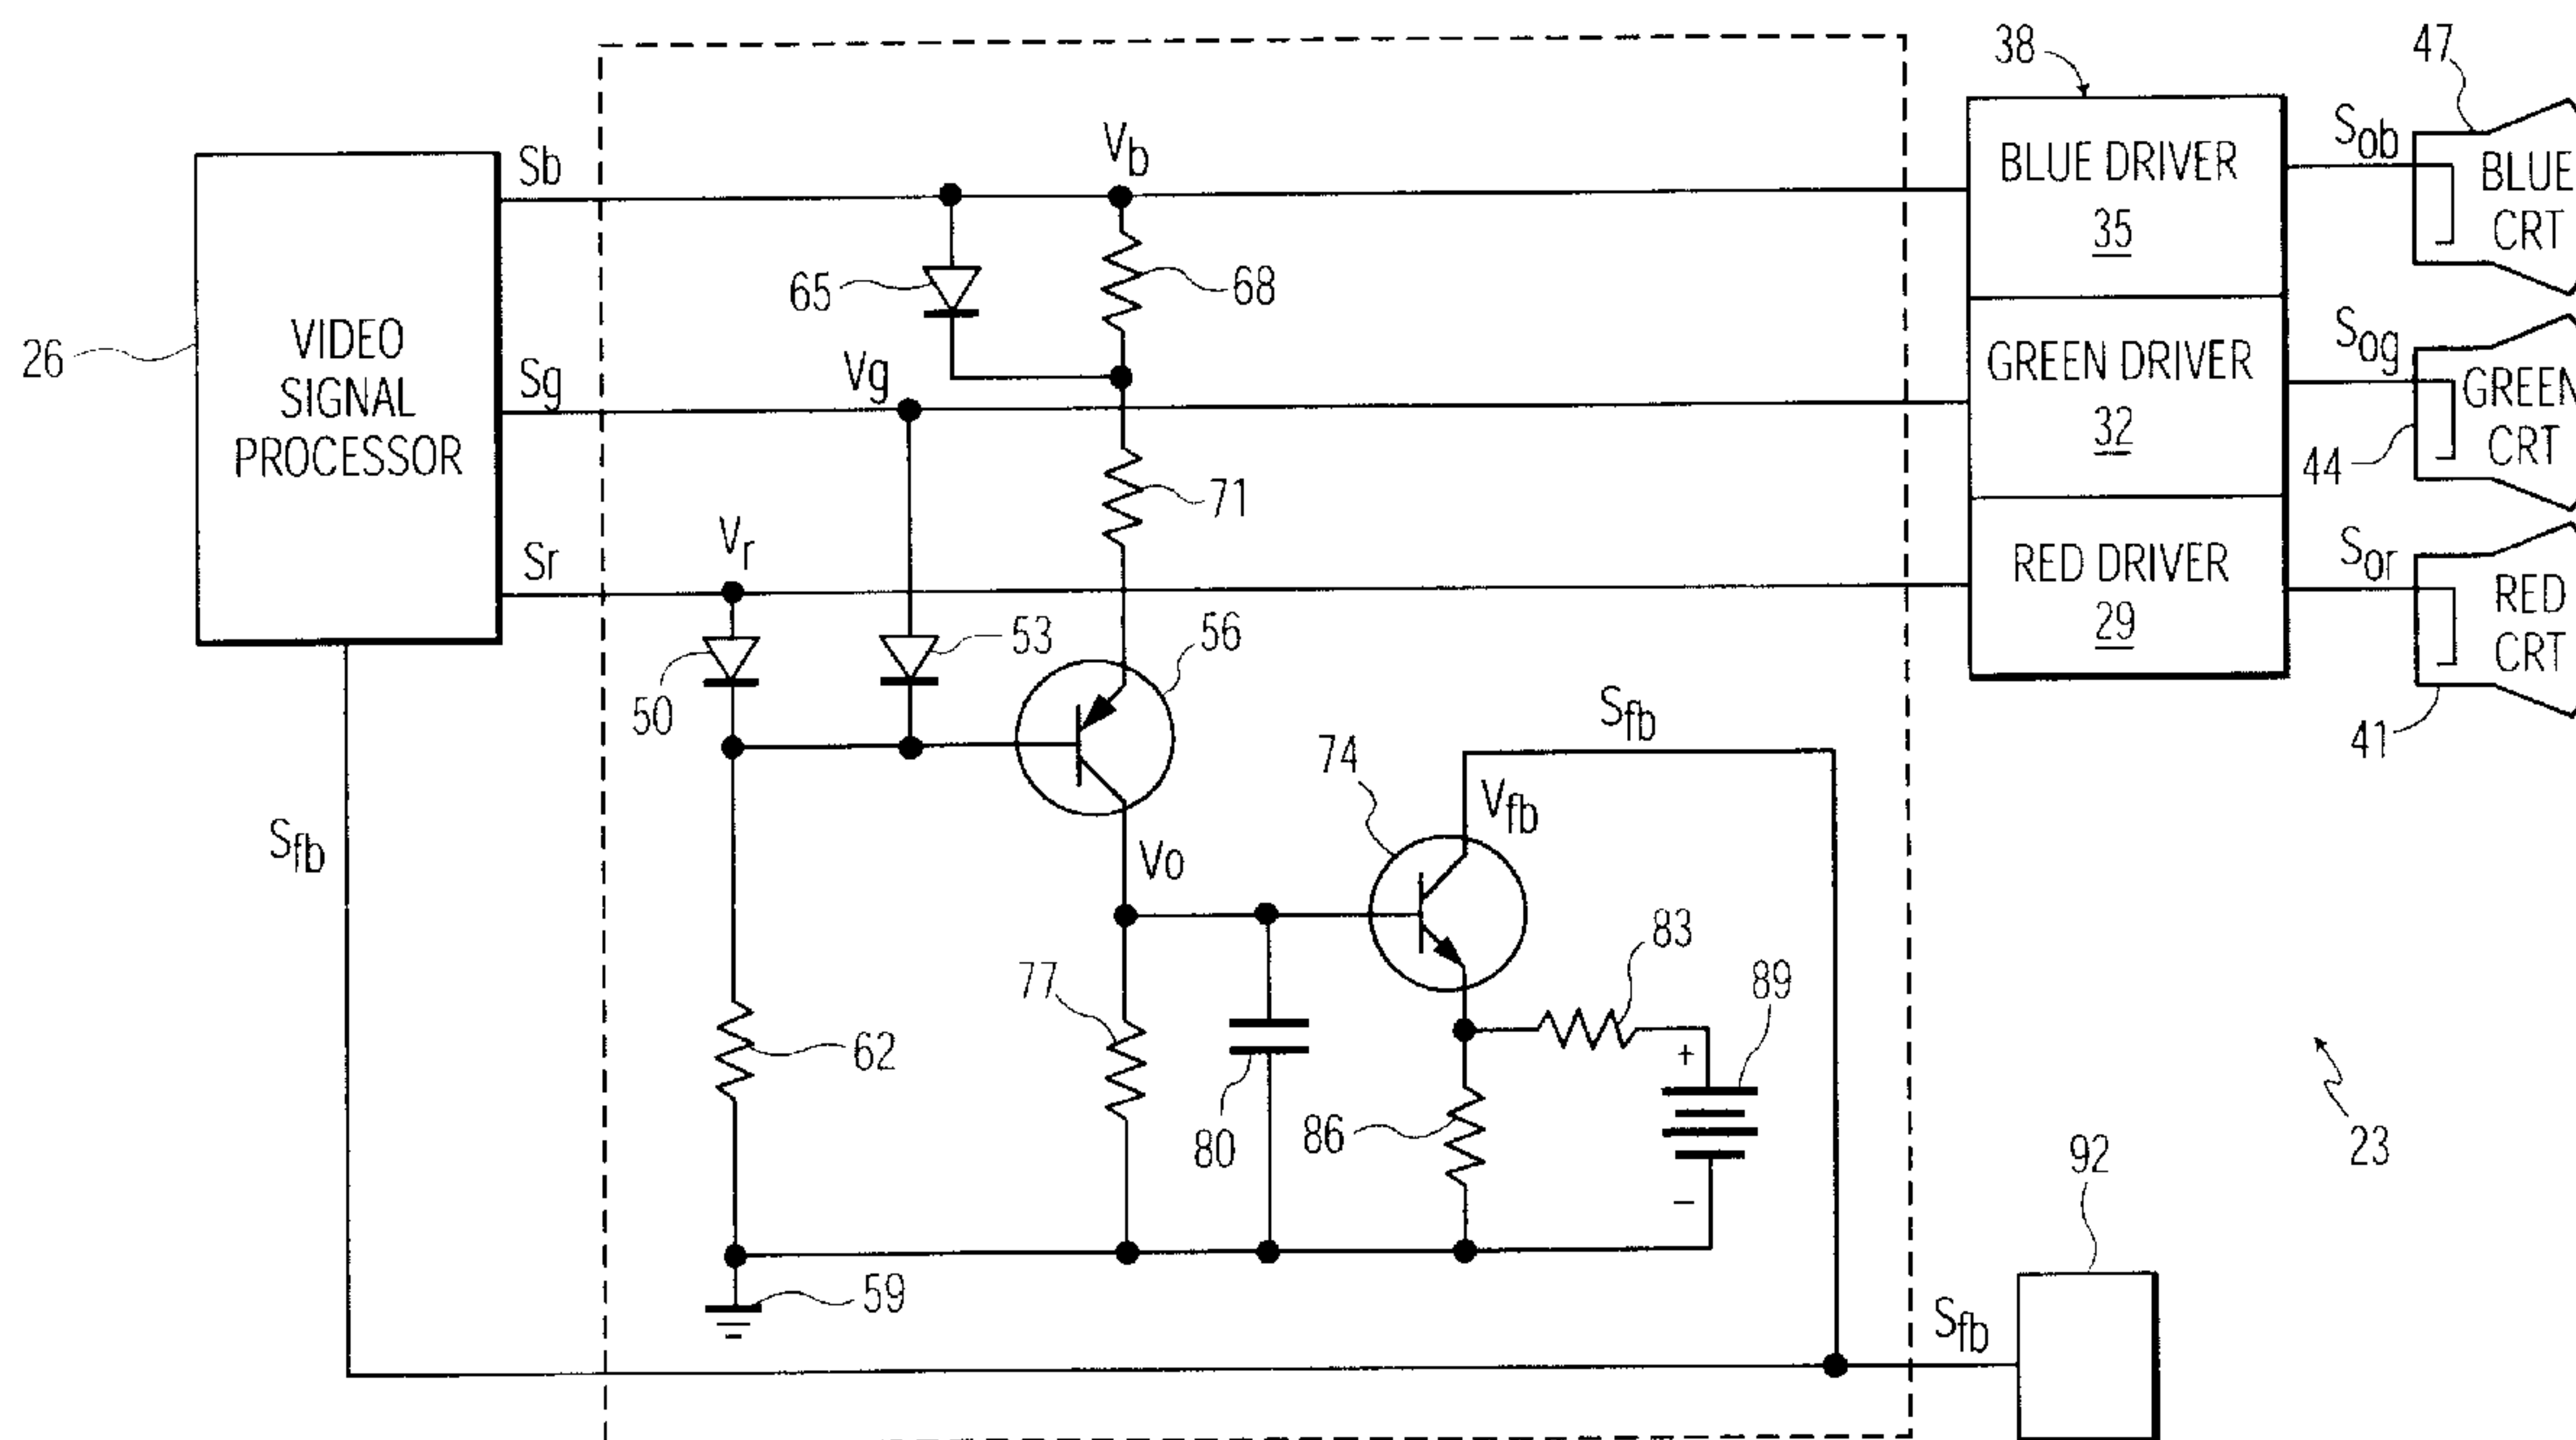 38
47
Sb
Vb
BLUE DRIVER
35
Sob
BLUE
CRT
65
68
26
VIDEO
SIGNAL
PROCESSOR
Sg
Vg
GREEN DRIVER
32
Sog
GREEN
CRT
44
71
Sr
Vr
RED DRIVER
29
Sor
RED
CRT
41
50
53
56
Sfb
74
Vfb
Sfb
Vo
83
77
89
62
+
80
86
−
23
92
59
Sfb